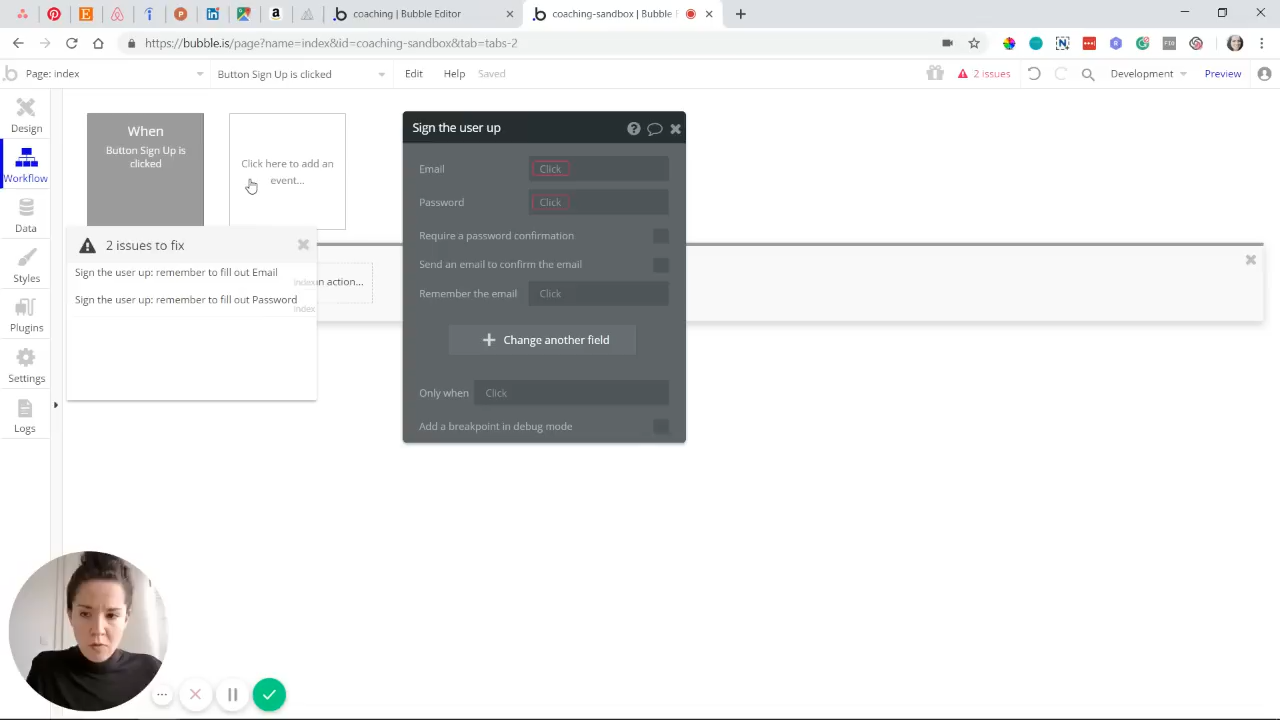 coaching | Bubble Editor
coaching-sandbox | Bubble E
https://bubble.is/page?name=index&id=coaching-sandbox&tab=tabs-2
Page: index
Button Sign Up is clicked
Edit
Help
Saved
2 issues
Development
Preview
Design
Workflow
Data
Styles
Plugins
Settings
Logs
When
Button Sign Up is
clicked
Click here to add an
event...
2 issues to fix
Sign the user up: remember to fill out Email
index
Sign the user up: remember to fill out Password
index
n action...
Sign the user up
Email
Click
Password
Click
Require a password confirmation
Send an email to confirm the email
Remember the email
Click
Change another field
Only when
Click
Add a breakpoint in debug mode